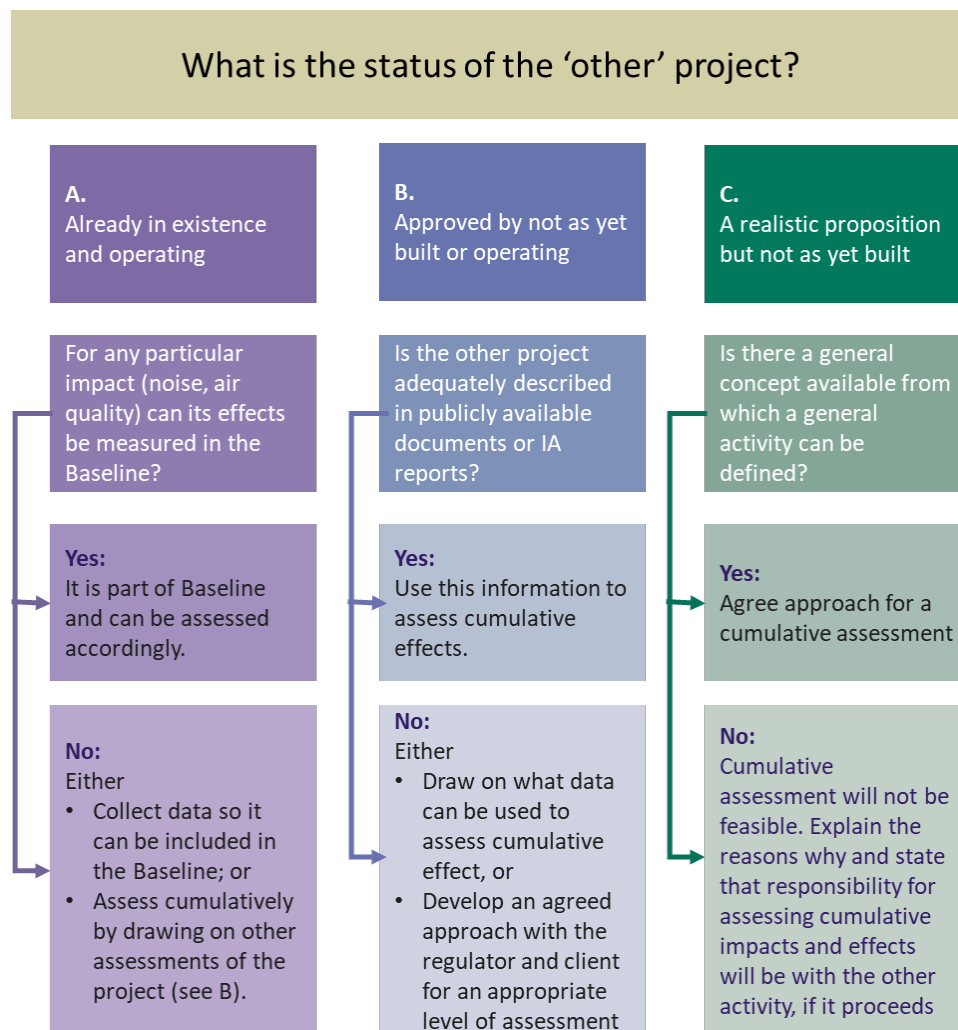 What is the status of the ‘other’ project?
A.
Already in existence
and operating
For any particular
impact (noise, air
quality) can its effects
be measured in the
Baseline?
Yes:
It is part of Baseline
and can be assessed
accordingly.
No:
Either
• Collect data so it
can be included in
the Baseline; or
• Assess cumulatively
by drawing on other
assessments of the
project (see B).
B.
Approved by not as yet
built or operating
Is the other project
adequately described
in publicly available
documents or IA
reports?
Yes:
Use this information to
assess cumulative
effects.
No:
Either
• Draw on what data
can be used to
assess cumulative
effect, or
• Develop an agreed
approach with the
regulator and client
for an appropriate
level of assessment
C.
A realistic proposition
but not as yet built
Is there a general
concept available from
which a general
activity can be
defined?
Yes:
Agree approach for a
cumulative assessment
No:
Cumulative
assessment will not be
feasible. Explain the
reasons why and state
that responsibility for
assessing cumulative
impacts and effects
will be with the other
activity, if it proceeds